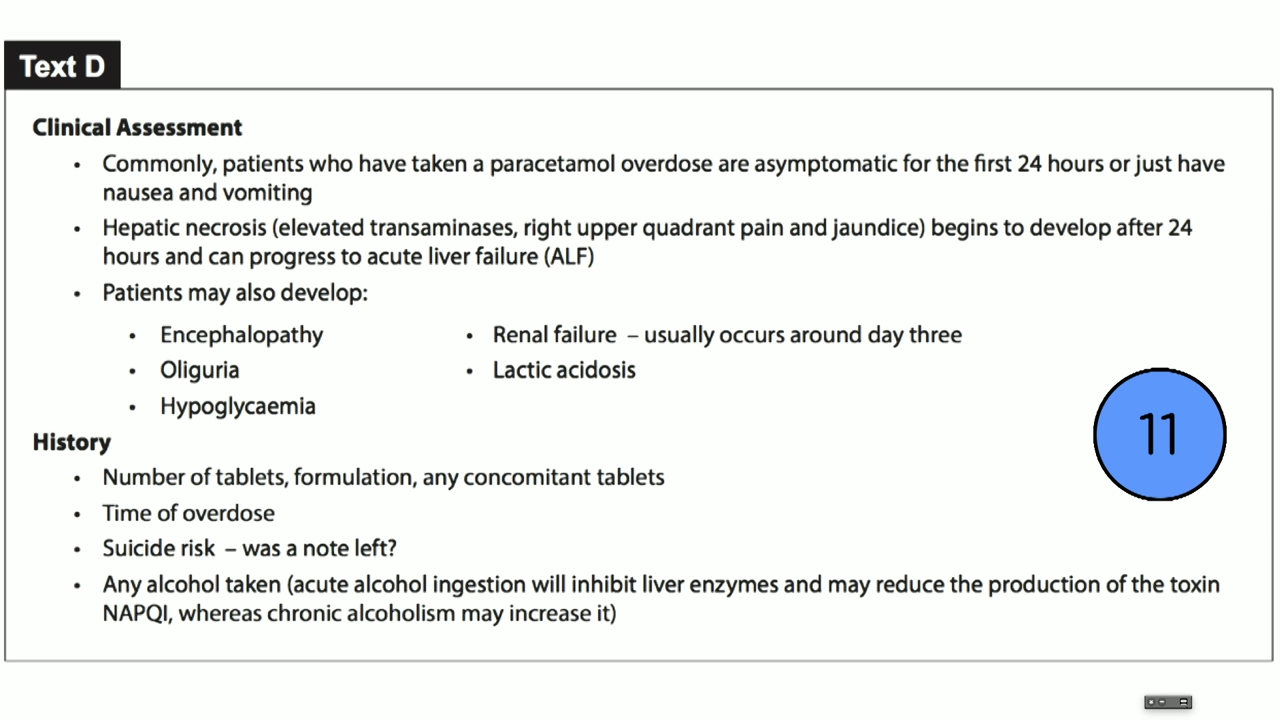 Text D
Clinical Assessment
• Commonly, patients who have taken a paracetamol overdose are asymptomatic for the first 24 hours or just have
nausea and vomiting
• Hepatic necrosis (elevated transaminases, right upper quadrant pain and jaundice) begins to develop after 24
hours and can progress to acute liver failure (ALF)
• Patients may also develop:
• Encephalopathy
• Renal failure – usually occurs around day three
• Oliguria
• Lactic acidosis
• Hypoglycaemia
11
History
• Number of tablets, formulation, any concomitant tablets
• Time of overdose
• Suicide risk – was a note left?
• Any alcohol taken (acute alcohol ingestion will inhibit liver enzymes and may reduce the production of the toxin
NAPQI, whereas chronic alcoholism may increase it)